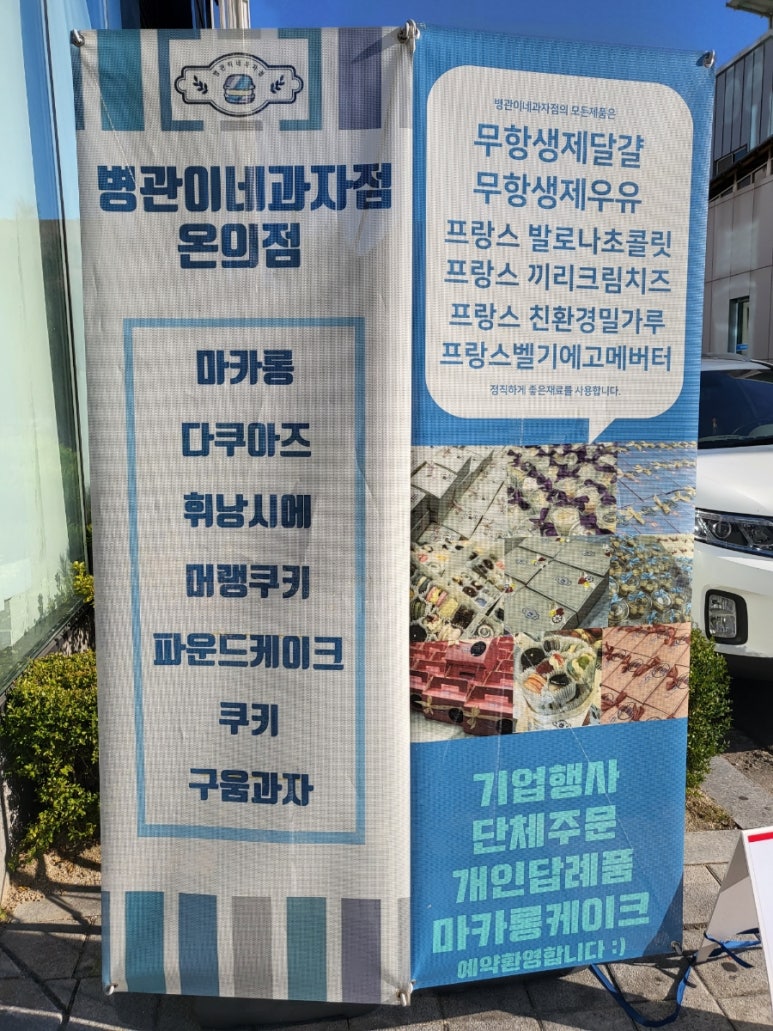 병관이네과자점
병관이네과자점
온의점
마카롱
다쿠아즈
휘낭시에
머랭쿠키
파운드케이크
쿠키
구움과자
병관이네과자점의 모든제품은
무항생제달걀
무항생제우유
프랑스 발로나초콜릿
프랑스 끼리크림치즈
프랑스 친환경밀가루
프랑스벨기에고메버터
정직하게 좋은재료를 사용합니다.
기업행사
단체주문
개인답례품
마카롱케이크
예약환영합니다 :)